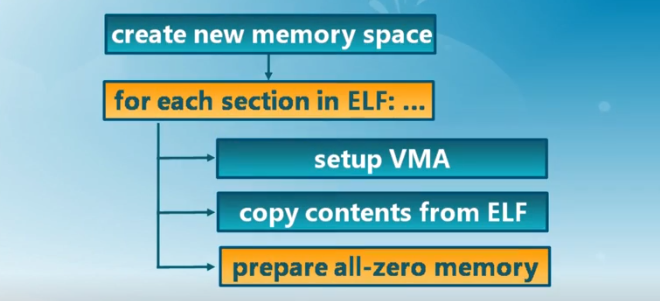 create new memory space
for each section in ELF: ...
setup VMA
copy contents from ELF
prepare all-zero memory